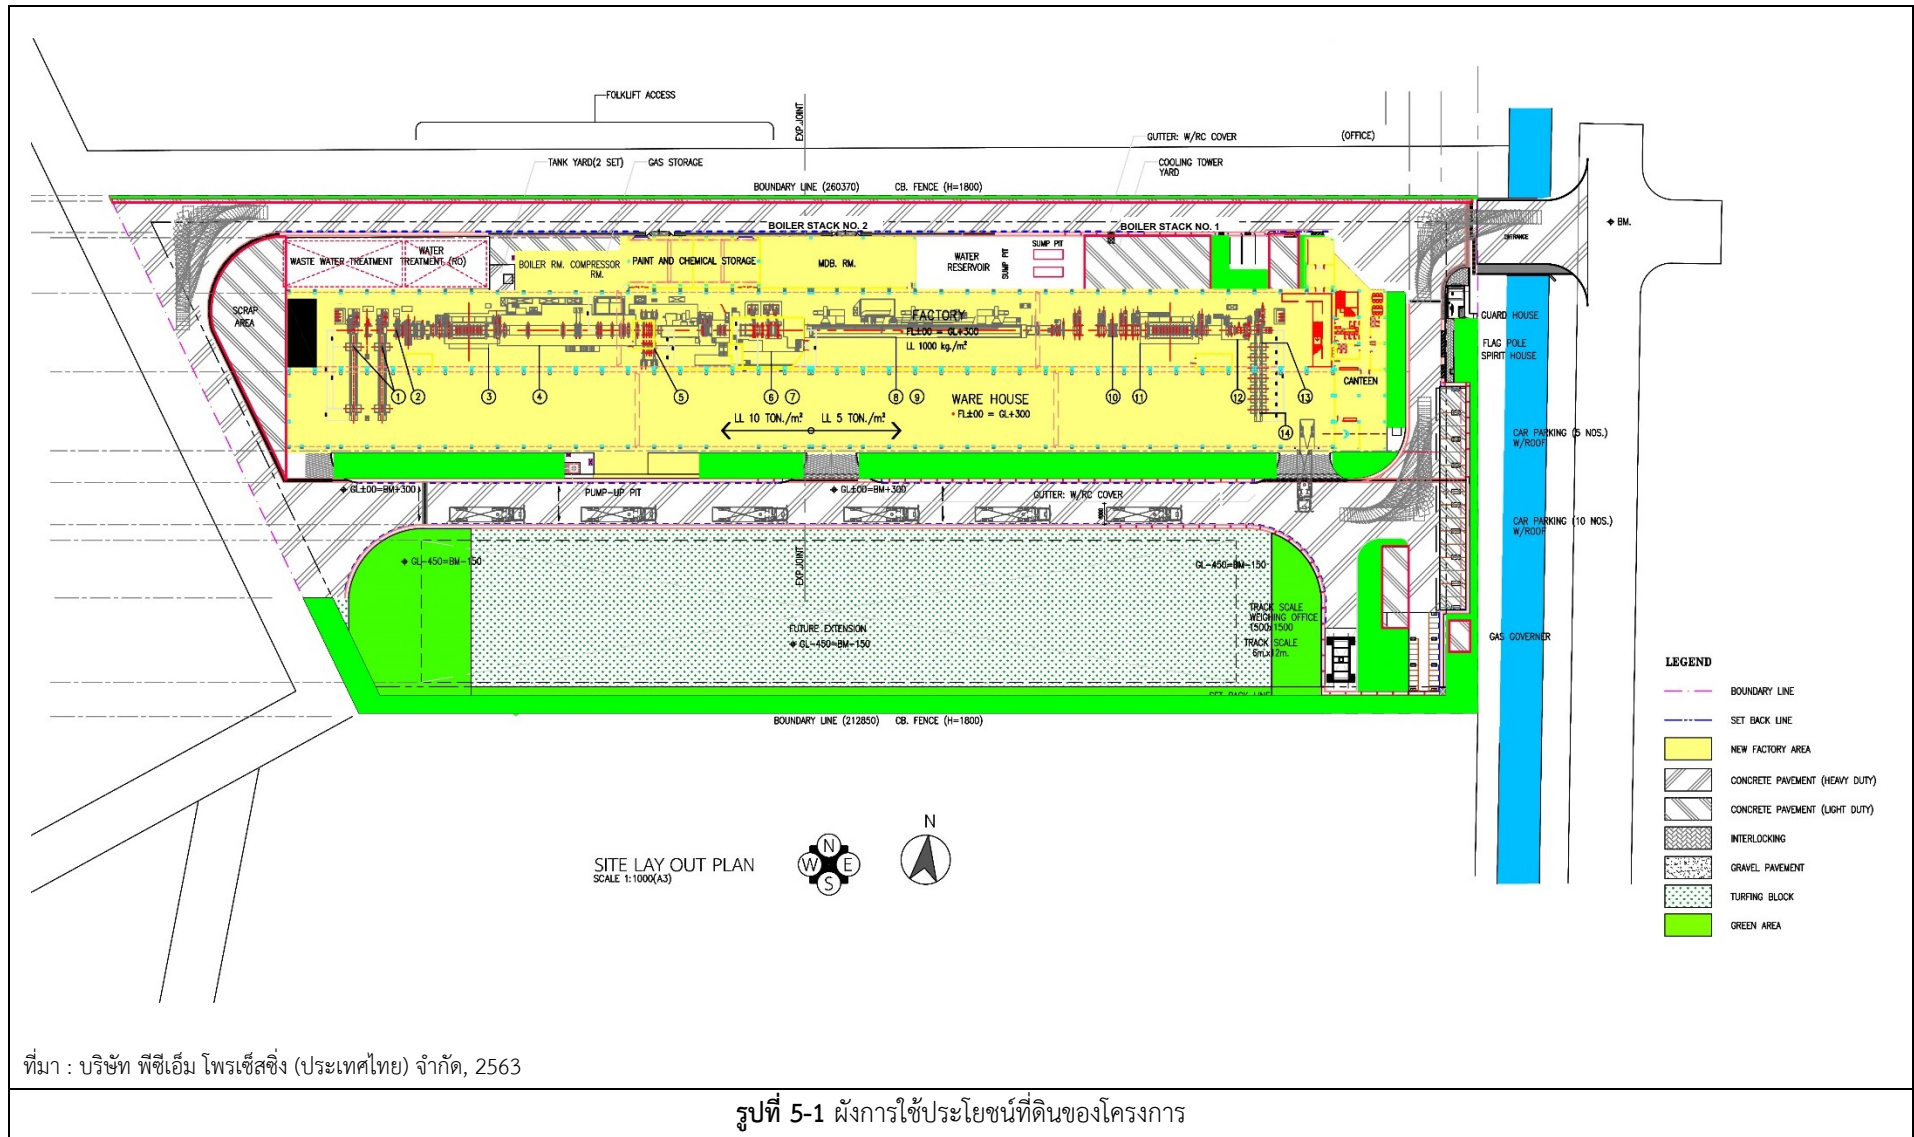 FOLKLIFT ACCESS
EXP.JOINT
GUTTER: W/RC COVER
(OFFICE)
TANK YARD(2 SET)
GAS STORAGE
COOLING TOWER
YARD
BOUNDARY LINE (260370)
CB. FENCE (H=1800)
BOILER STACK NO. 2
BOILER STACK NO. 1
ENTRANCE
BM.
WASTE WATER TREATMENT
WATER
TREATMENT (RO)
BOILER RM.
COMPRESSOR
RM.
PAINT AND CHEMICAL STORAGE
MDB. RM.
WATER
RESERVOIR
SUMP PIT
SUMP PIT
SCRAP
AREA
FACTORY
FL±00 = GL+300
LL 1000 kg./m²
GUARD HOUSE
FLAG POLE
SPIRIT HOUSE
CANTEEN
1 2 3 4 5 6 7 8 9 10 11 12 13
WARE HOUSE
FL±00 = GL+300
LL 10 TON./m²
LL 5 TON./m²
14
CAR PARKING (5 NOS.)
W/ROOF
GL±00=BM+300
PUMP-UP PIT
GL±00=BM+300
GUTTER: W/RC COVER
CAR PARKING (10 NOS.)
W/ROOF
GL-450=BM-150
EXP.JOINT
GL-450=BM-150
TRACK SCALE
WEIGHING OFFICE
1500x1500
FUTURE EXTENSION
GL-450=BM-150
TRACK SCALE
6m.x12m.
GAS GOVERNER
SET BACK LINE
BOUNDARY LINE (212850)
CB. FENCE (H=1800)
LEGEND
BOUNDARY LINE
SET BACK LINE
NEW FACTORY AREA
CONCRETE PAVEMENT (HEAVY DUTY)
CONCRETE PAVEMENT (LIGHT DUTY)
INTERLOCKING
GRAVEL PAVEMENT
TURFING BLOCK
GREEN AREA
SITE LAY OUT PLAN
SCALE 1:1000(A3)
N
W E
S
N
ที่มา : บริษัท พีซีเอ็ม โพรเซ็สซิ่ง (ประเทศไทย) จำกัด, 2563
รูปที่ 5-1 ผังการใช้ประโยชน์ที่ดินของโครงการ